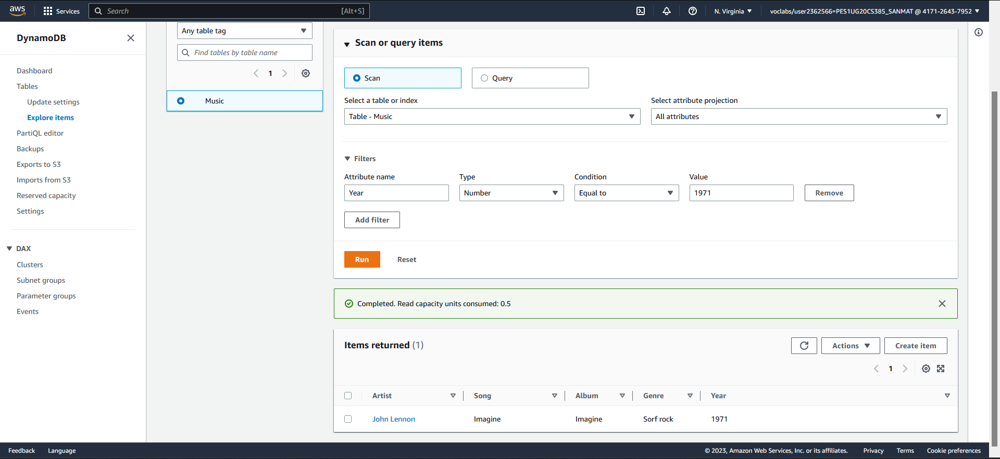 aws
Services
Search
[Alt+S]
N. Virginia
voclabs/user2362566=PES1UG20CS385_SANMAT @ 4171-2643-7952
DynamoDB
Dashboard
Tables
Update settings
Explore items
PartiQL editor
Backups
Exports to S3
Imports from S3
Reserved capacity
Settings
DAX
Clusters
Subnet groups
Parameter groups
Events
Any table tag
Find tables by table name
1
Music
Scan or query items
Scan
Query
Select a table or index
Select attribute projection
Table - Music
All attributes
Filters
Attribute name
Type
Condition
Value
Year
Number
Equal to
1971
Remove
Add filter
Run
Reset
Completed. Read capacity units consumed: 0.5
Items returned (1)
Actions
Create item
1
Artist
Song
Album
Genre
Year
John Lennon
Imagine
Imagine
Sorf rock
1971
Feedback
Language
© 2023, Amazon Web Services, Inc. or its affiliates.
Privacy
Terms
Cookie preferences